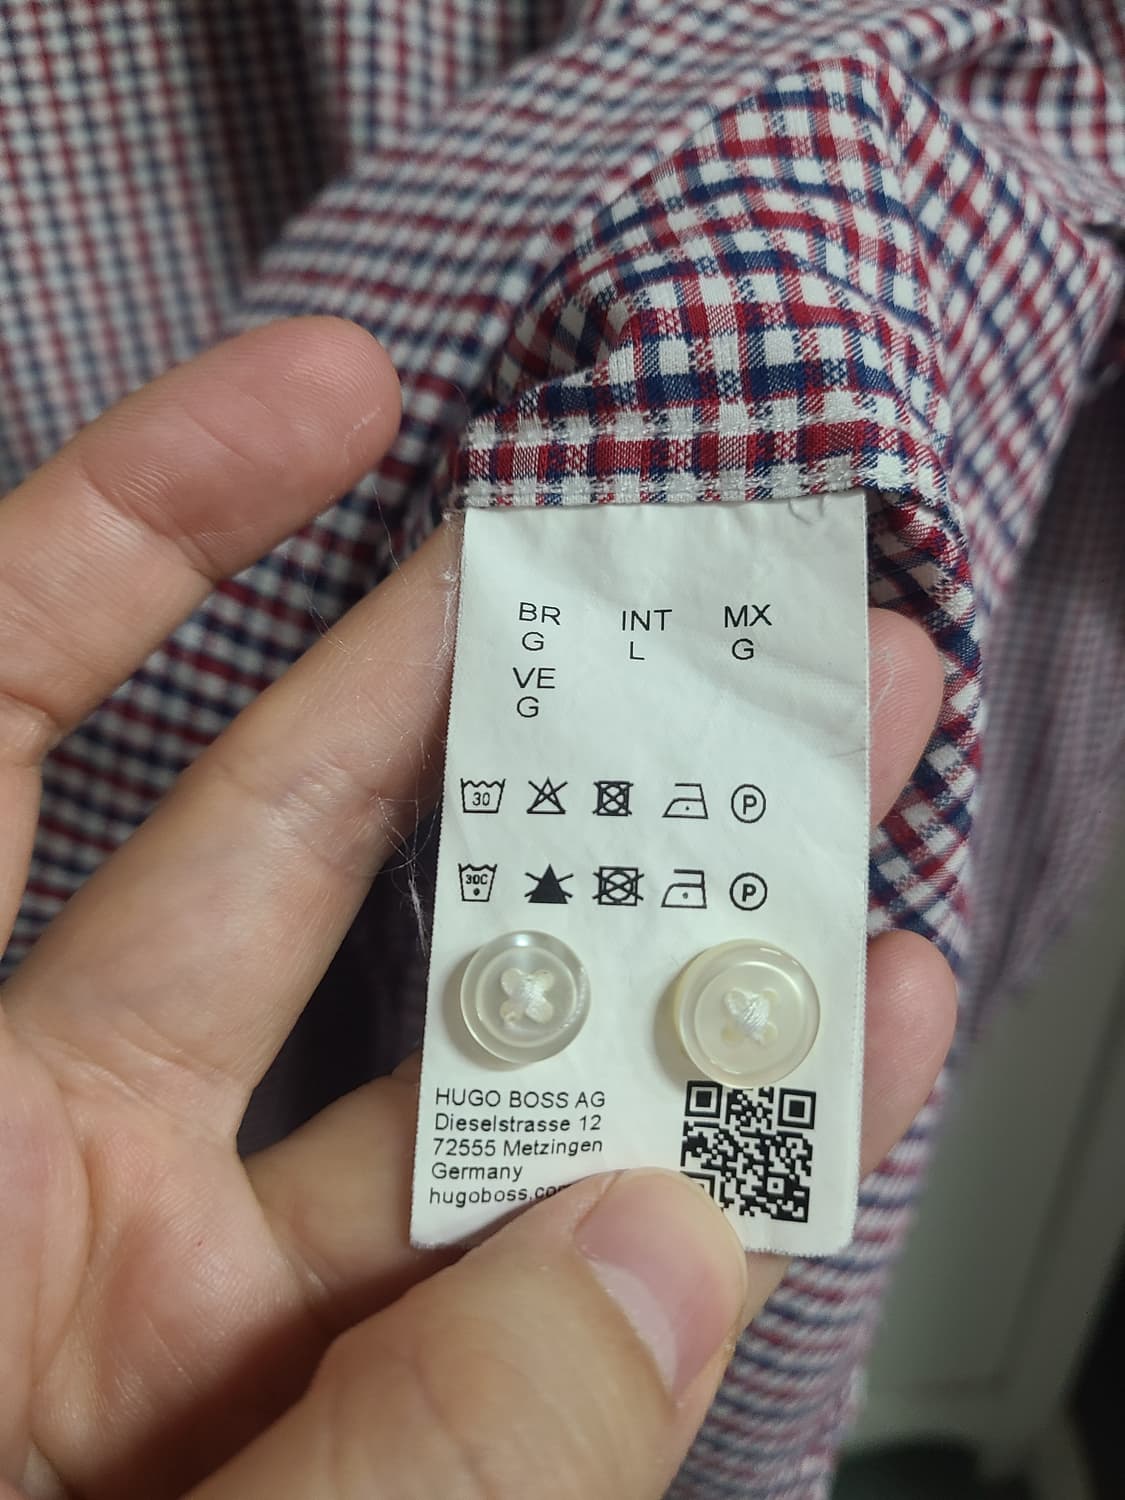 BR INT MX
G L G
VE
G
30 P
30C P
HUGO BOSS AG
Dieselstrasse 12
72555 Metzingen
Germany